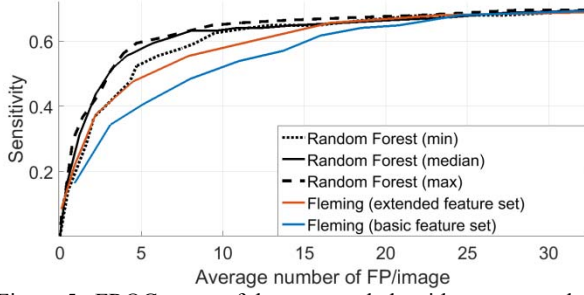 0.6
0.4
0.2
Sensitivity
0 5 10 15 20 25 30
Average number of FP/image
Random Forest (min)
Random Forest (median)
Random Forest (max)
Fleming (extended feature set)
Fleming (basic feature set)